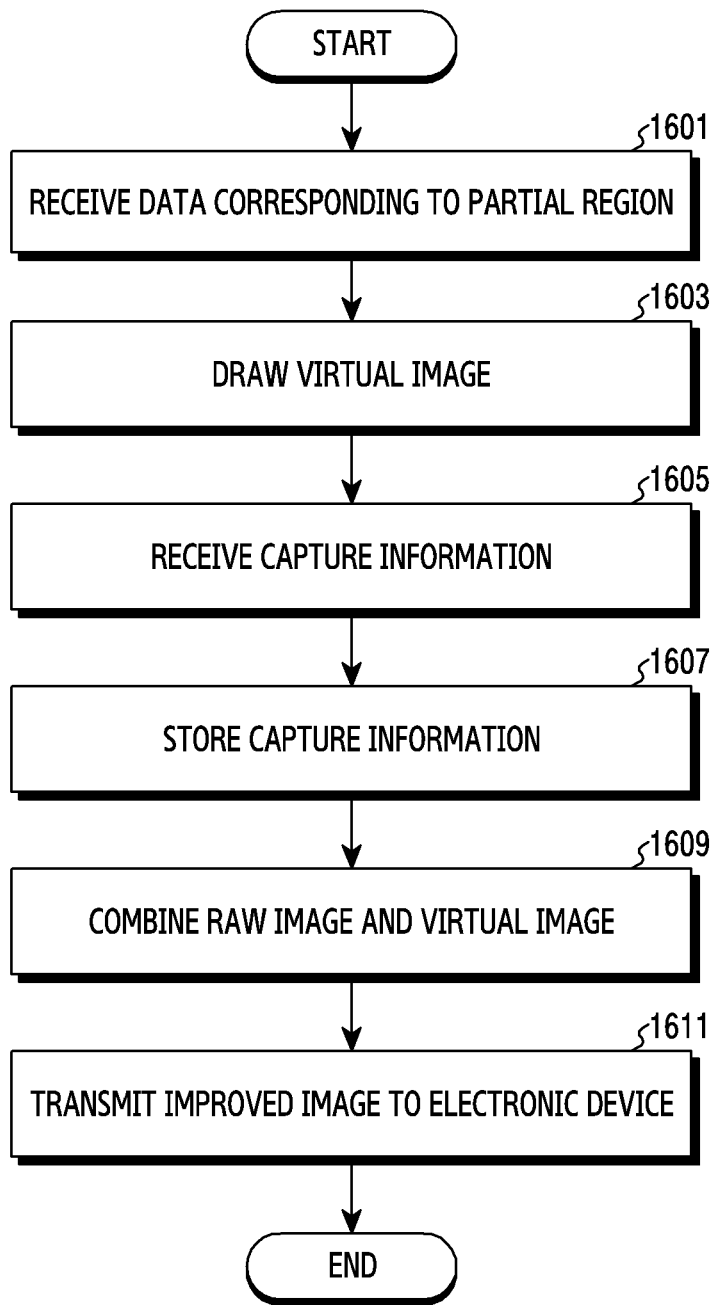 START
1601
RECEIVE DATA CORRESPONDING TO PARTIAL REGION
1603
DRAW VIRTUAL IMAGE
1605
RECEIVE CAPTURE INFORMATION
1607
STORE CAPTURE INFORMATION
1609
COMBINE RAW IMAGE AND VIRTUAL IMAGE
1611
TRANSMIT IMPROVED IMAGE TO ELECTRONIC DEVICE
END